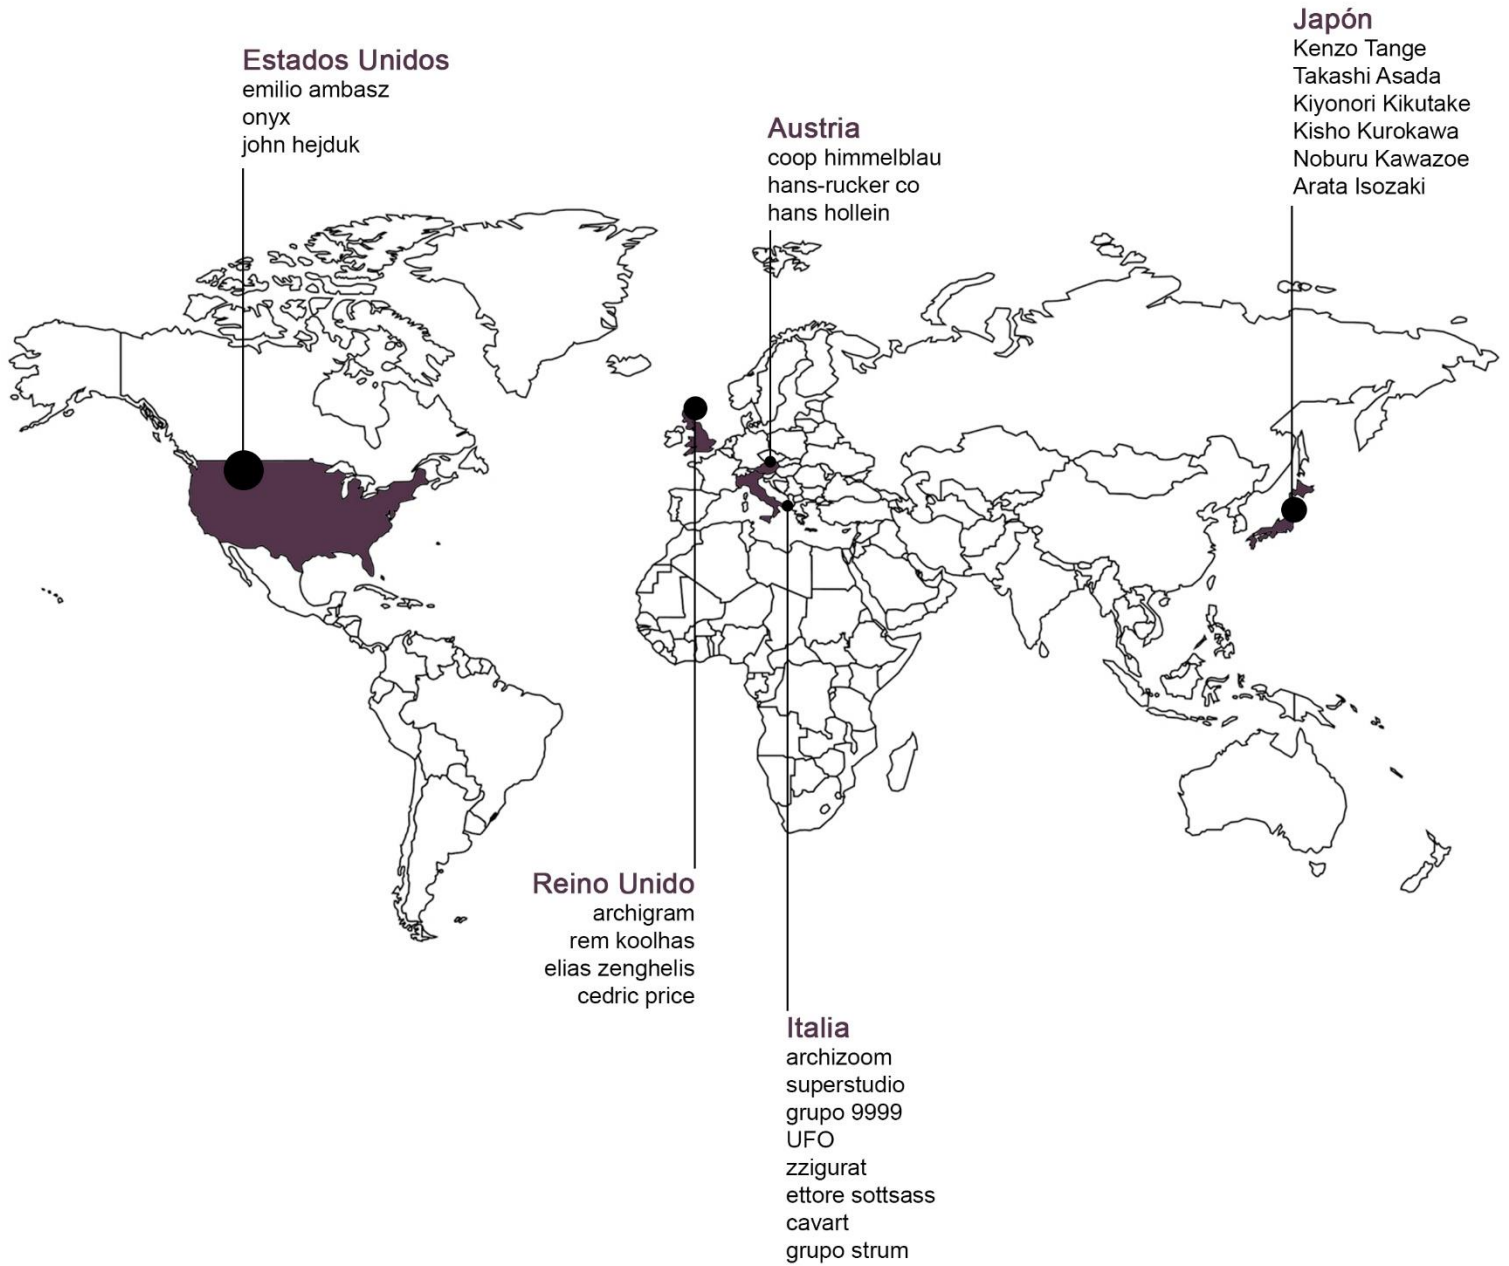 Estados Unidos
emilio ambasz
onyx
john hejduk
Austria
coop himmelblau
hans-rucker co
hans hollein
Japón
Kenzo Tange
Takashi Asada
Kiyonori Kikutake
Kisho Kurokawa
Noburu Kawazoe
Arata Isozaki
Reino Unido
archigram
rem koolhas
elias zenghelis
cedric price
Italia
archizoom
superstudio
grupo 9999
UFO
zzigurat
ettore sottsass
cavart
grupo strum